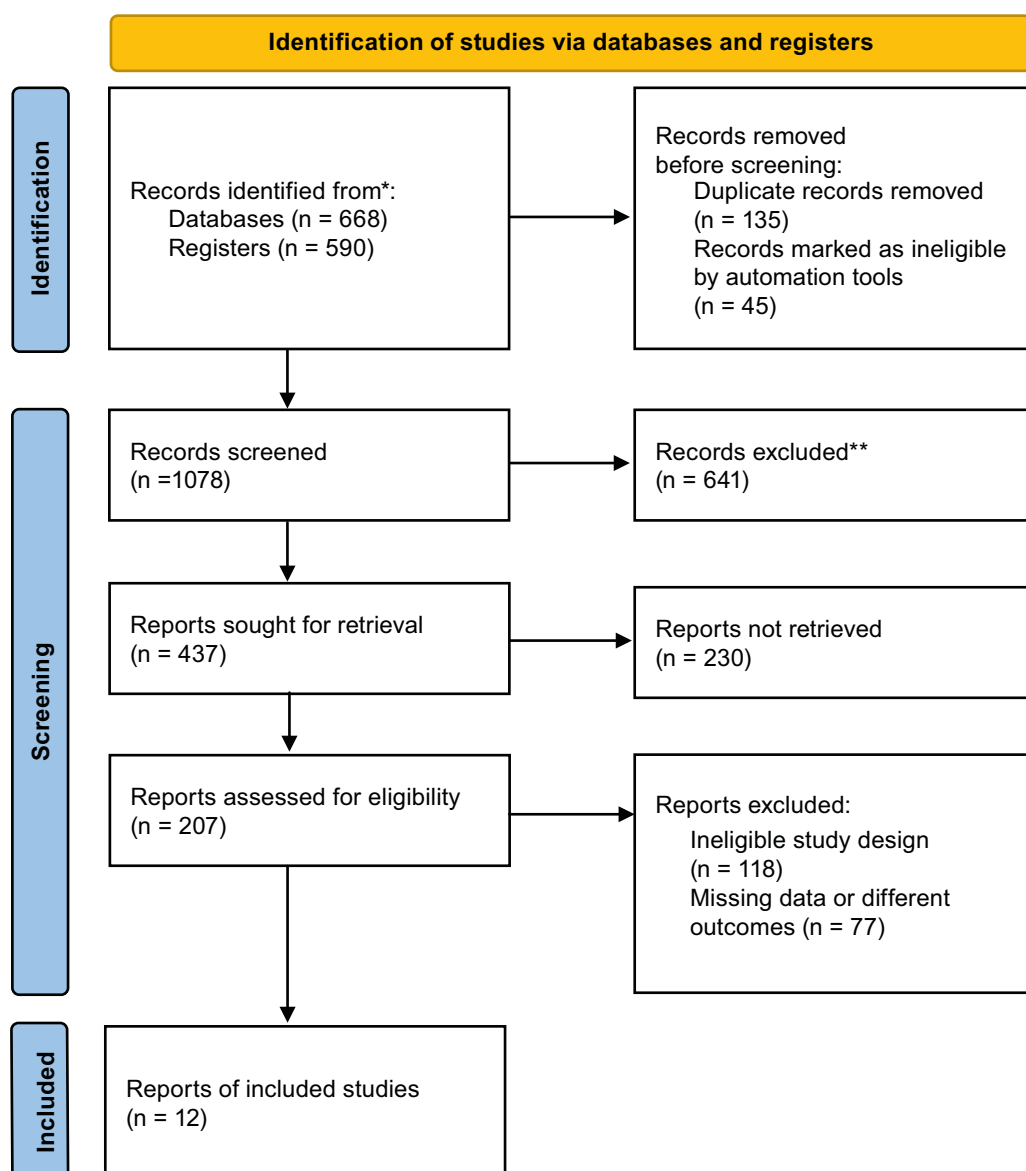 Identification of studies via databases and registers
Identification
Records identified from*:
Databases (n = 668)
Registers (n = 590)
Records removed
before screening:
Duplicate records removed
(n = 135)
Records marked as ineligible
by automation tools
(n = 45)
Screening
Records screened
(n =1078)
Records excluded**
(n = 641)
Reports sought for retrieval
(n = 437)
Reports not retrieved
(n = 230)
Reports assessed for eligibility
(n = 207)
Reports excluded:
Ineligible study design
(n = 118)
Missing data or different
outcomes (n = 77)
Included
Reports of included studies
(n = 12)